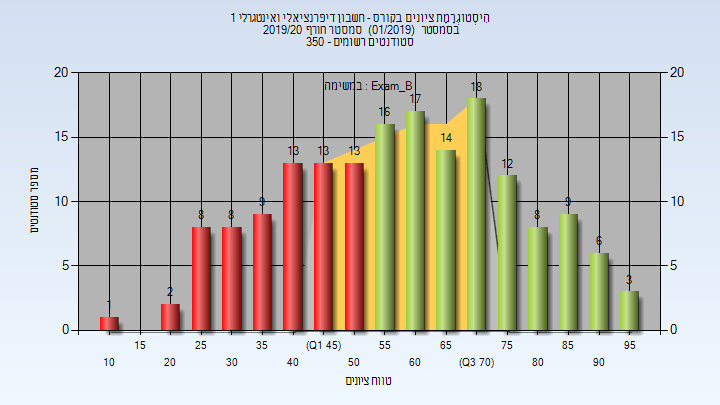 היסטוגרמת ציונים בקורס - חשבון דיפרנציאלי ואינטגרלי 1
בסמסטר (01/2019) סמסטר חורף 2019/20
סטודנטים רשומים - 350
במשימה : Exam_B
מספר סטודנטים
20 15 10 5 0
1 2 8 8 9 13 13 13 16 17 14 18 12 8 9 6 3
20 15 10 5 0
15 25 35 (Q1 45) 55 65 75 85 95
10 20 30 40 50 60 (Q3 70) 80 90
טווח ציונים